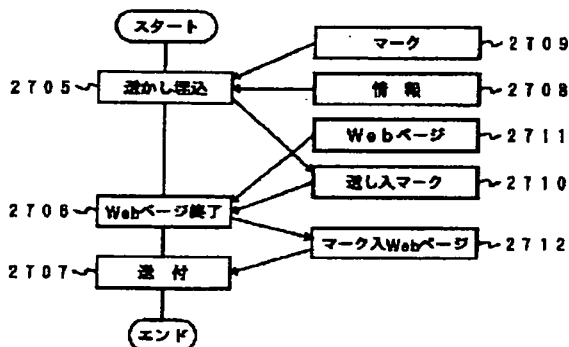 スタート
マーク 2709
2705 透かし埋込 情報 2708
Webページ 2711
透し入マーク 2710
2706 Webページ終了
マーク入Webページ 2712
2707 送付
エンド